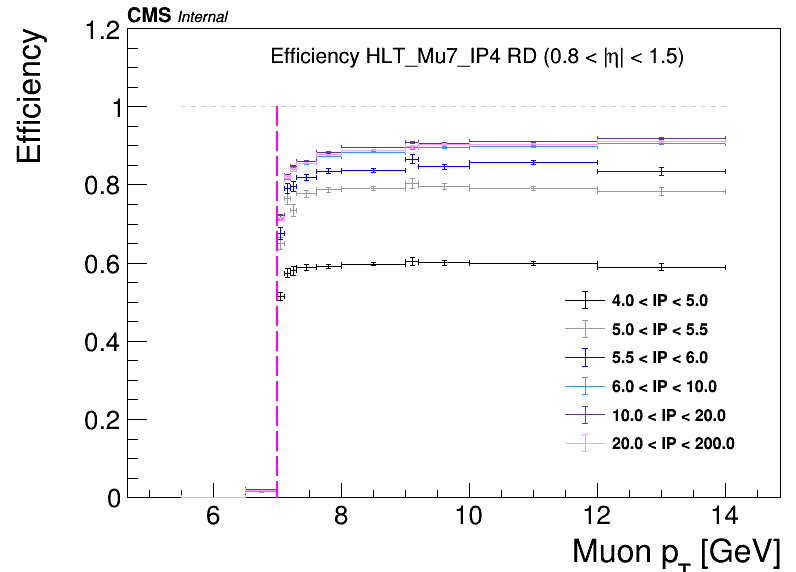 CMS Internal
Efficiency HLT_Mu7_IP4 RD (0.8 < |η| < 1.5)
Efficiency
1.2
1
0.8
0.6
0.4
0.2
0
4.0 < IP < 5.0
5.0 < IP < 5.5
5.5 < IP < 6.0
6.0 < IP < 10.0
10.0 < IP < 20.0
20.0 < IP < 200.0
6 8 10 12 14
Muon p_T [GeV]